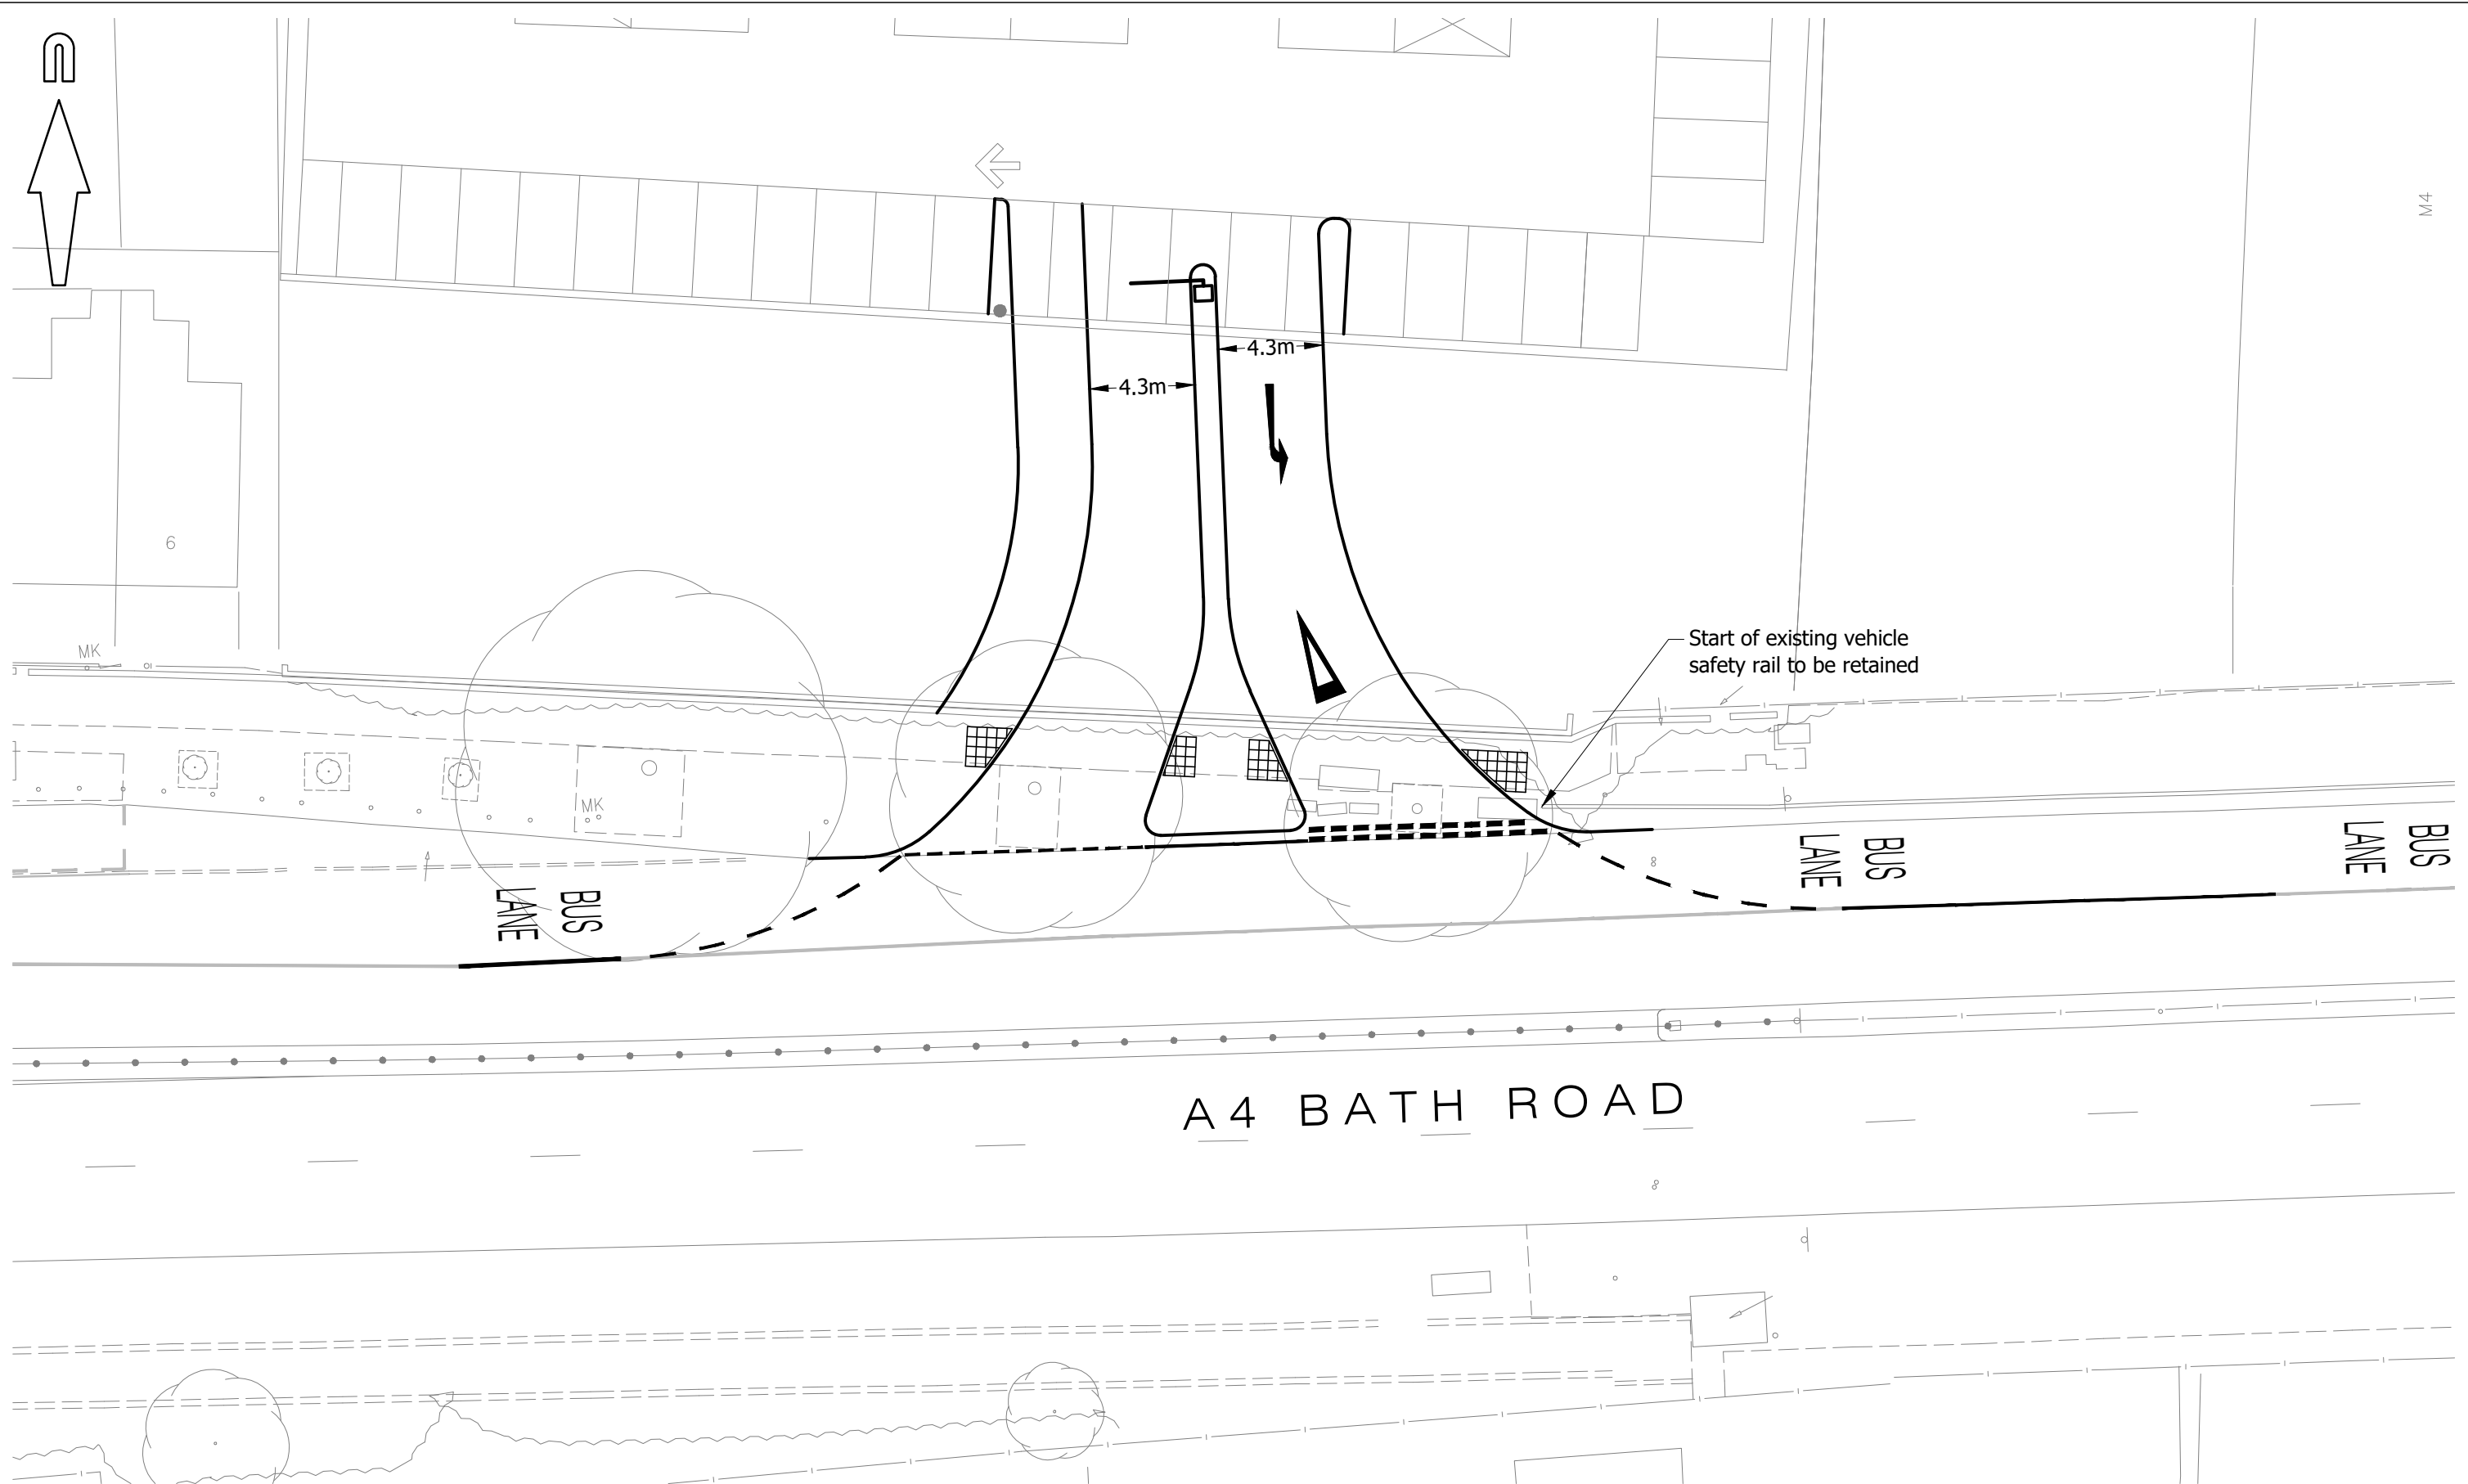 n
M4
4.3m
4.3m
6
Start of existing vehicle
safety rail to be retained
MK
MK
BUS
LANE
BUS
LANE
BUS
LANE
A4 BATH ROAD